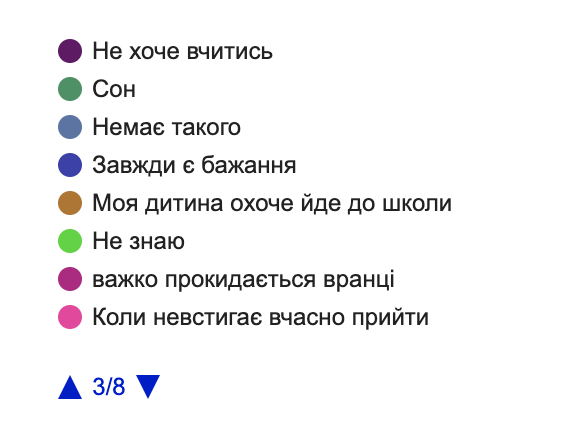 Не хоче вчитись
Сон
Немає такого
Завжди є бажання
Моя дитина охоче йде до школи
Не знаю
важко прокидається вранці
Коли невстигає вчасно прийти
3/8